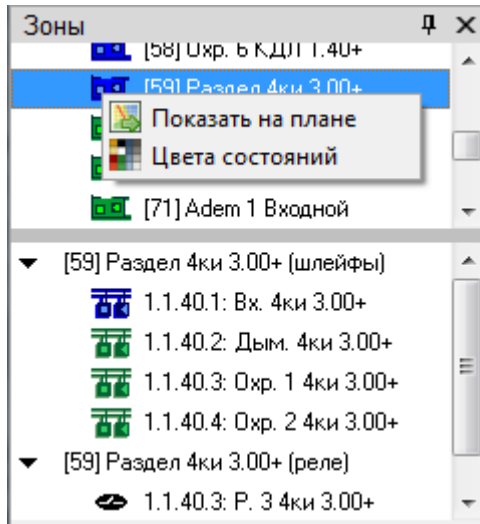 Зоны
[58] Охр. 6 КДЛ 1.40+
[59] Раздел 4ки 3.00+
Показать на плане
Цвета состояний
[71] Adem 1 Входной
[59] Раздел 4ки 3.00+ (шлейфы)
1.1.40.1: Вх. 4ки 3.00+
1.1.40.2: Дым. 4ки 3.00+
1.1.40.3: Охр. 1 4ки 3.00+
1.1.40.4: Охр. 2 4ки 3.00+
[59] Раздел 4ки 3.00+ (реле)
1.1.40.3: Р. 3 4ки 3.00+